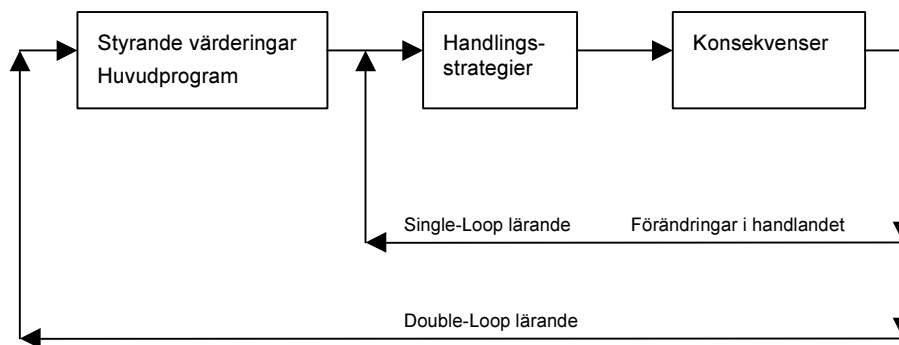 Styrande värderingar
Huvudprogram
Handlings-
strategier
Konsekvenser
Single-Loop lärande
Förändringar i handlandet
Double-Loop lärande